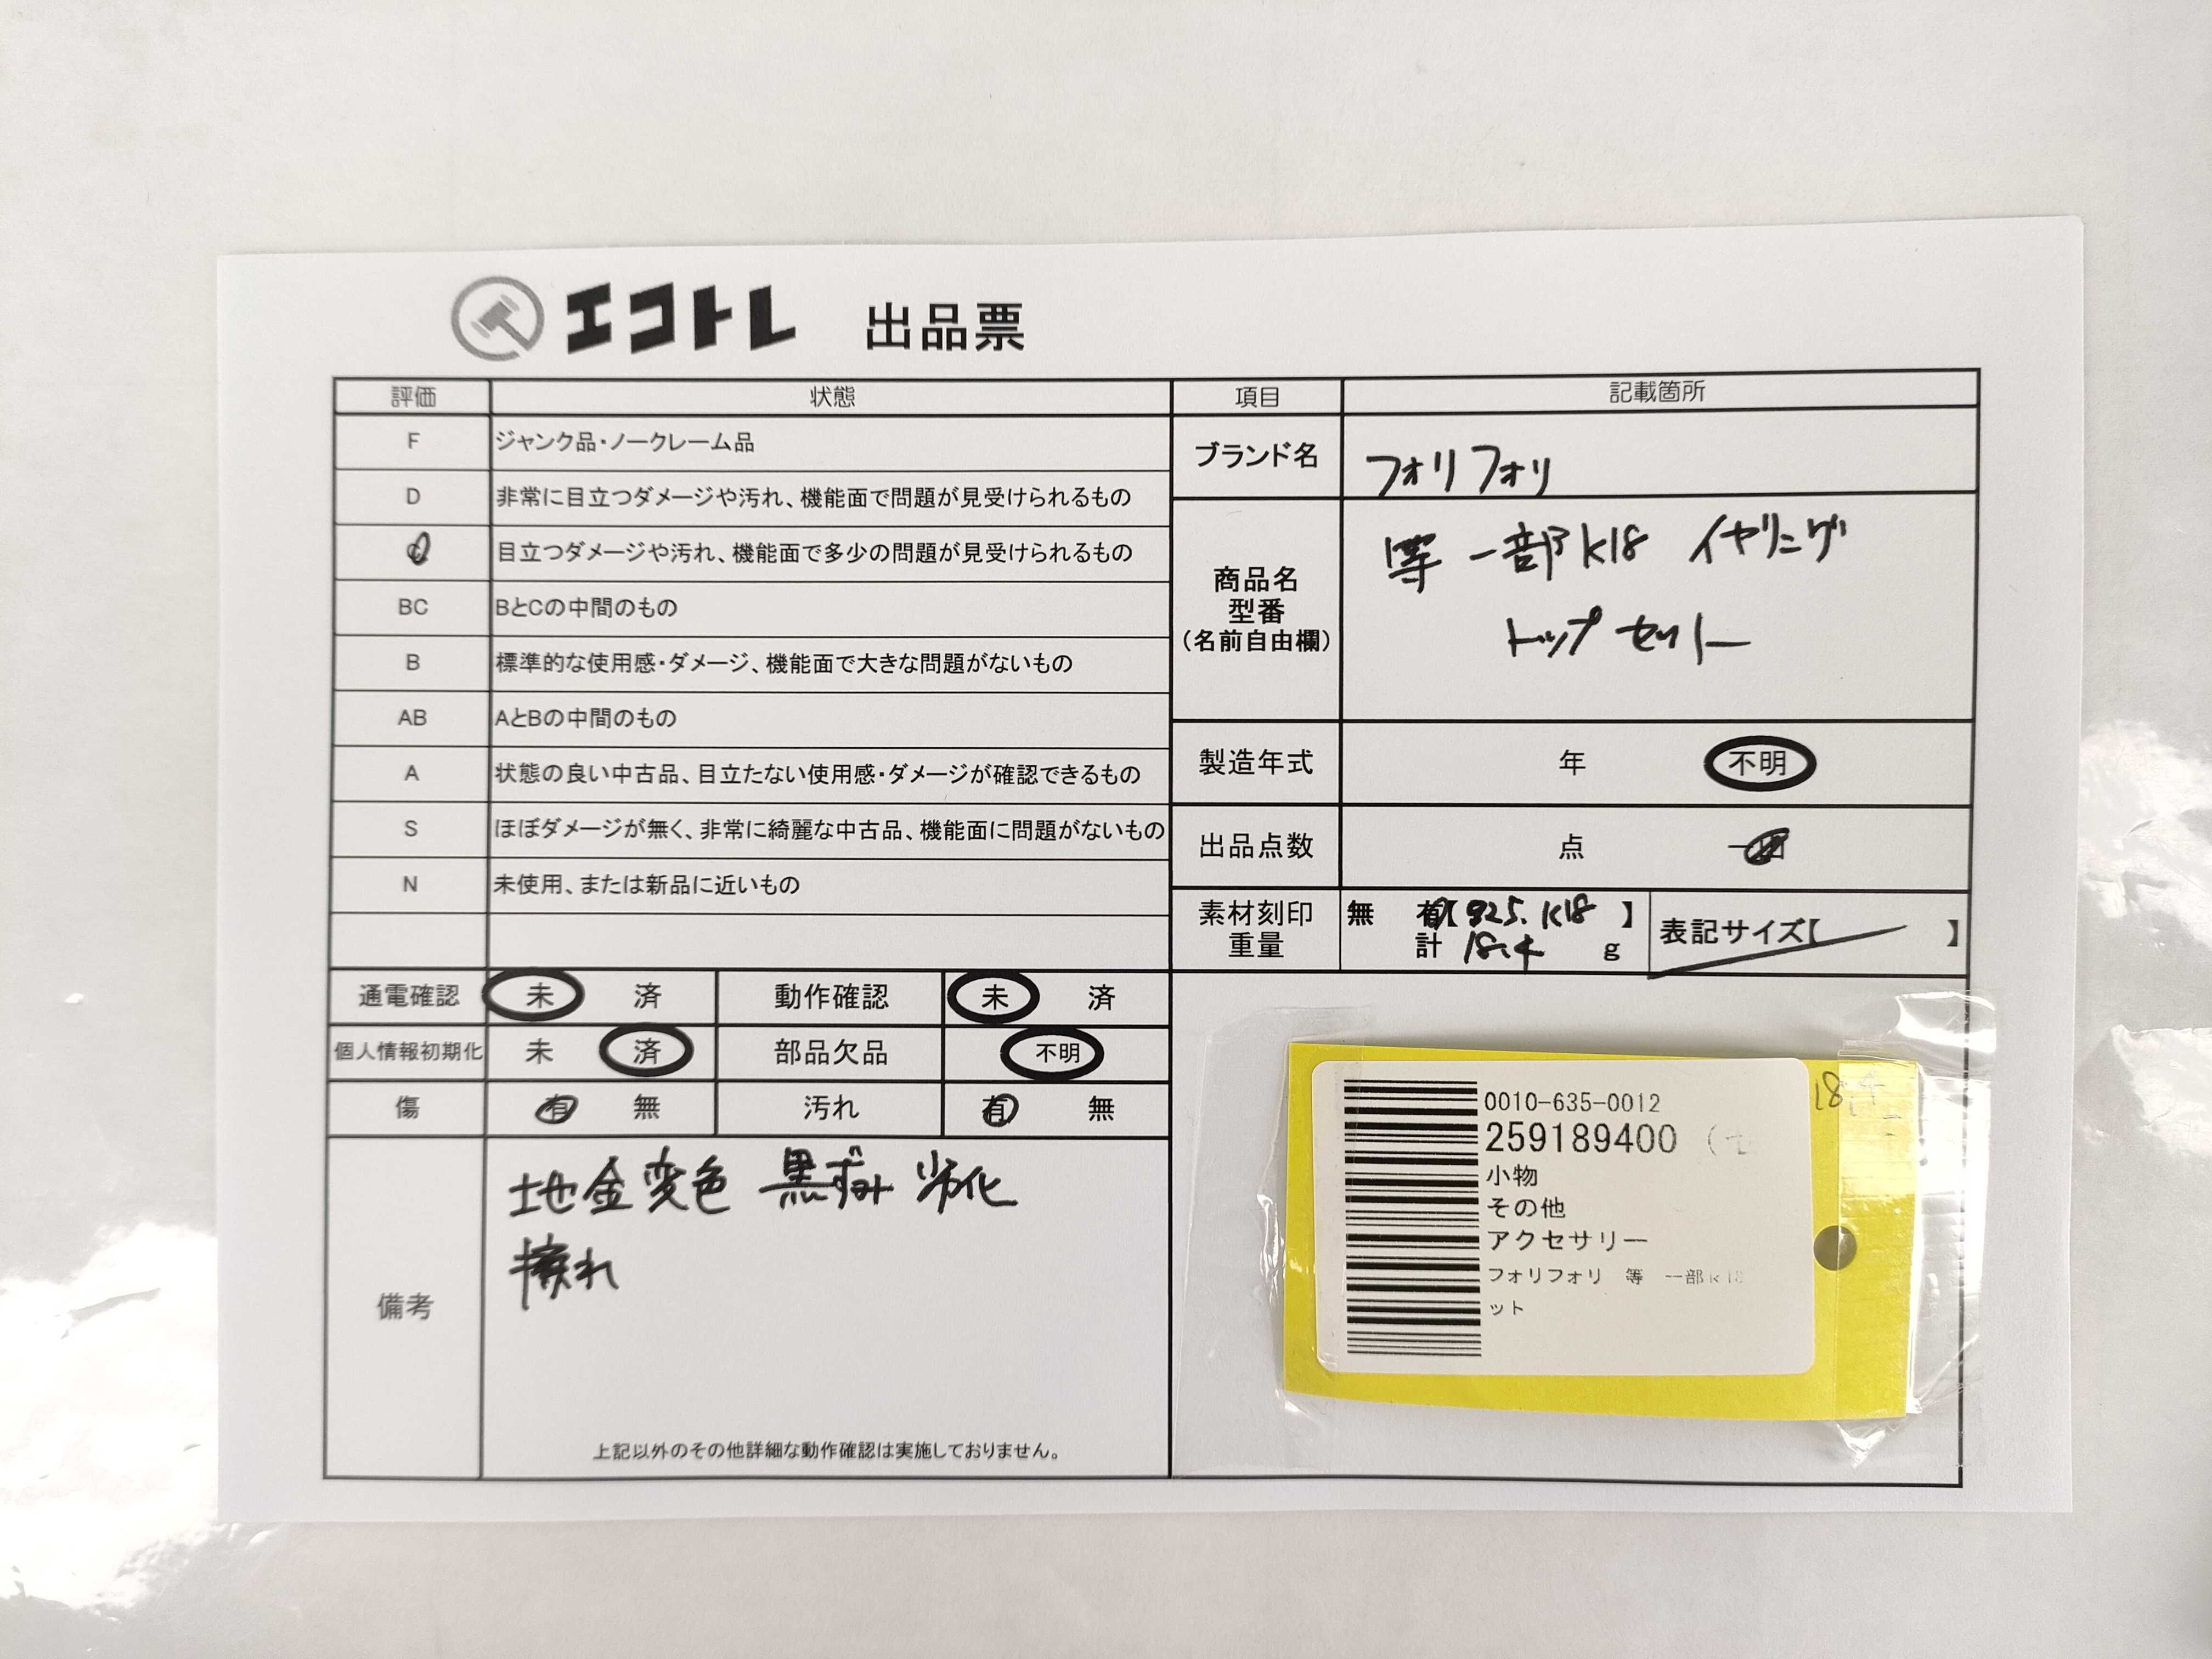 エコトレ 出品票
評価 状態
F ジャンク品・ノークレーム品
D 非常に目立つダメージや汚れ、機能面で問題が見受けられるもの
C 目立つダメージや汚れ、機能面で多少の問題が見受けられるもの
BC BとCの中間のもの
B 標準的な使用感・ダメージ、機能面で大きな問題がないもの
AB AとBの中間のもの
A 状態の良い中古品、目立たない使用感・ダメージが確認できるもの
S ほぼダメージが無く、非常に綺麗な中古品、機能面に問題がないもの
N 未使用、または新品に近いもの
通電確認 未 済 動作確認 未 済
個人情報初期化 未 済 部品欠品 不明
傷 有 無 汚れ 有 無
備考
地金変色 黒ずみ 劣化
擦れ
上記以外のその他詳細な動作確認は実施しておりません。
項目 記載箇所
ブランド名 フォリフォリ
商品名
型番
(名前自由欄)
等 一部K18 イヤリング
トップ セット
製造年式 年 不明
出品点数 点
素材刻印
重量
無 有【925. K18】
計 18.4 g
表記サイズ【 】
0010-635-0012
259189400
小物
その他
アクセサリー
フォリフォリ 等 一部K18
ット
18.4